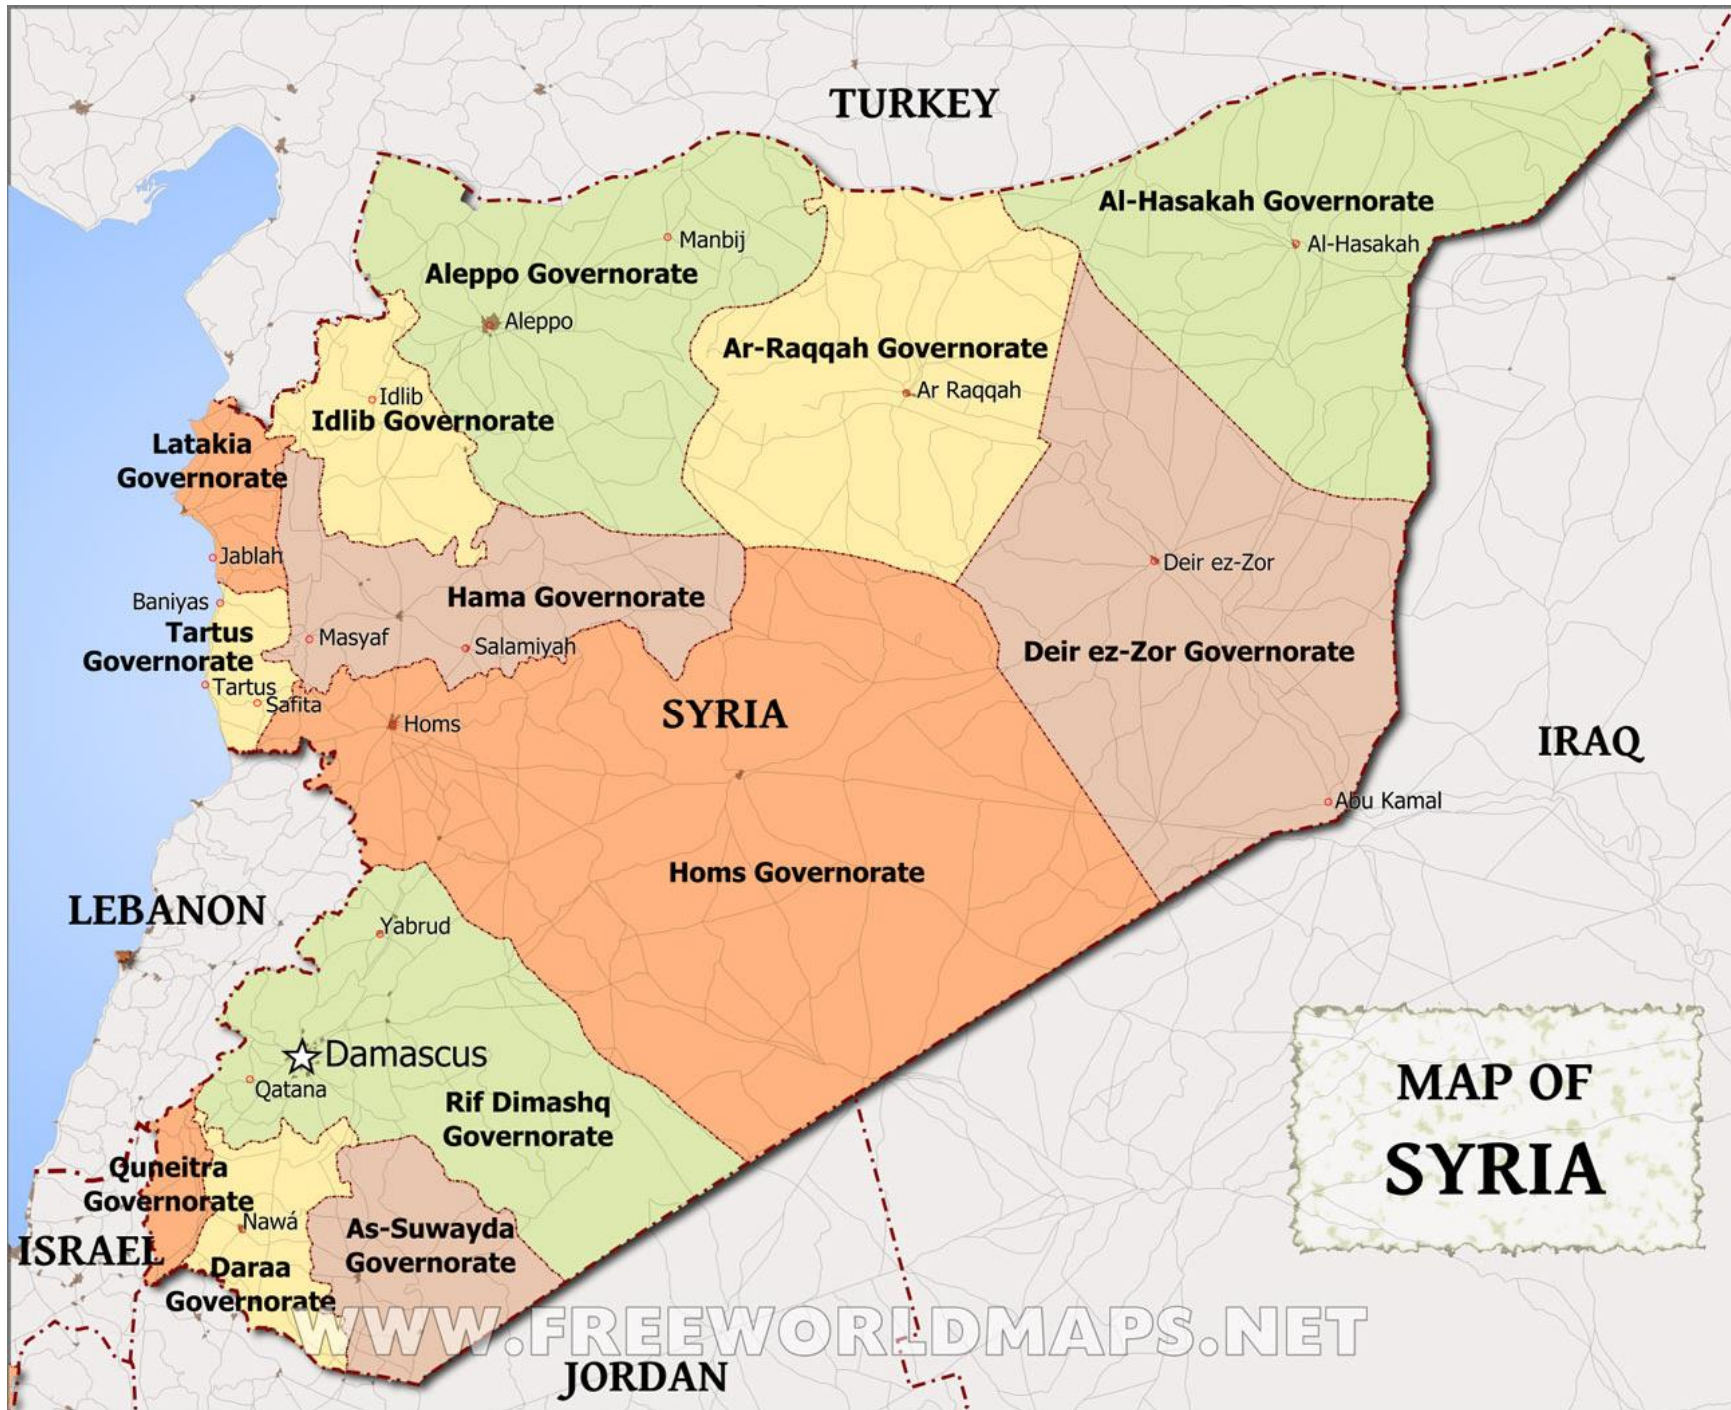 TURKEY
Al-Hasakah Governorate
Al-Hasakah
Manbij
Aleppo Governorate
Aleppo
Ar-Raqqah Governorate
Ar Raqqah
Idlib
Idlib Governorate
Latakia
Governorate
Jablah
Deir ez-Zor
Baniyas
Hama Governorate
Tartus
Governorate
Masyaf
Salamiyah
Deir ez-Zor Governorate
Tartus
Safita
Homs
SYRIA
IRAQ
Abu Kamal
Homs Governorate
LEBANON
Yabrud
Damascus
Qatana
Rif Dimashq
Governorate
MAP OF
SYRIA
Quneitra
Governorate
Nawá
As-Suwayda
Governorate
ISRAEL
Daraa
Governorate
WWW.FREEWORLDMAPS.NET
JORDAN